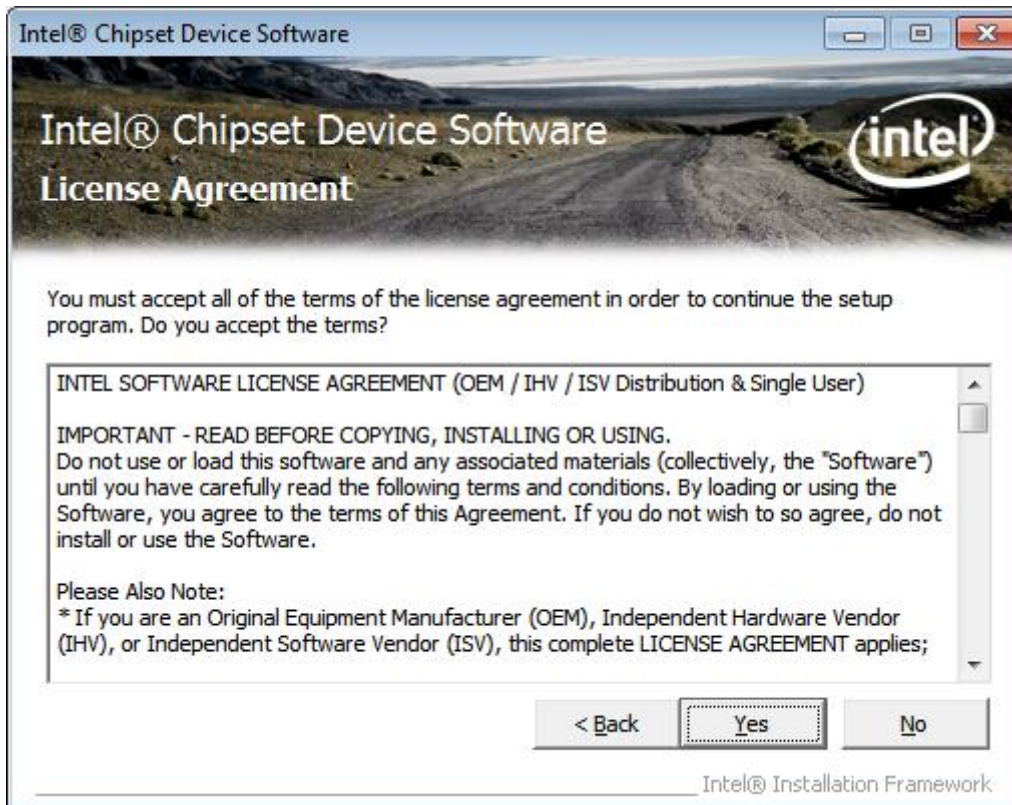 Intel® Chipset Device Software
Intel® Chipset Device Software
intel
License Agreement
You must accept all of the terms of the license agreement in order to continue the setup
program. Do you accept the terms?
INTEL SOFTWARE LICENSE AGREEMENT (OEM / IHV / ISV Distribution & Single User)
IMPORTANT - READ BEFORE COPYING, INSTALLING OR USING.
Do not use or load this software and any associated materials (collectively, the "Software")
until you have carefully read the following terms and conditions. By loading or using the
Software, you agree to the terms of this Agreement. If you do not wish to so agree, do not
install or use the Software.
Please Also Note:
* If you are an Original Equipment Manufacturer (OEM), Independent Hardware Vendor
(IHV), or Independent Software Vendor (ISV), this complete LICENSE AGREEMENT applies;
< Back Yes No
Intel® Installation Framework